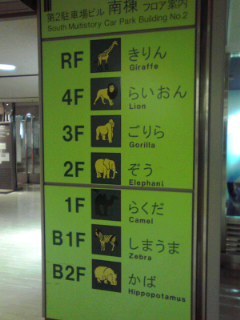 第2駐車場ビル 南棟 フロア案内
South Multistory Car Park Building No.2
RF きりん
Giraffe
4F らいおん
Lion
3F ごりら
Gorilla
2F ぞう
Elephant
1F らくだ
Camel
B1F しまうま
Zebra
B2F かば
Hippopotamus